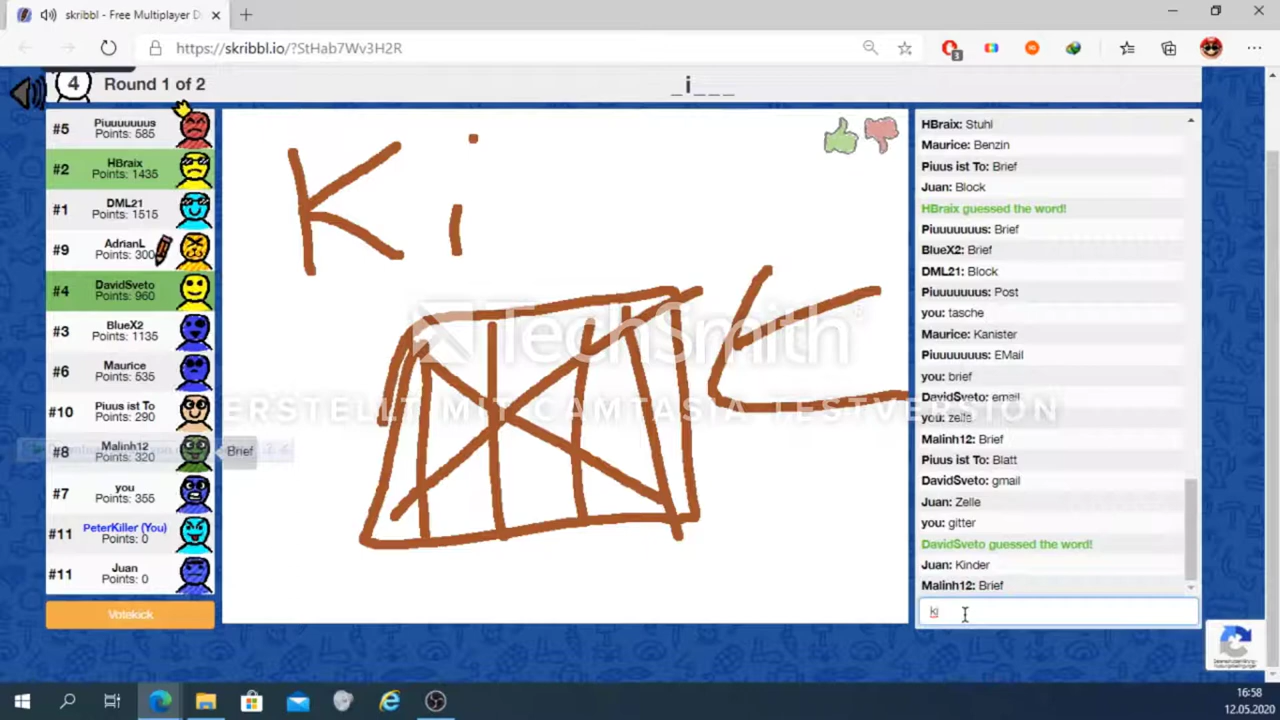 skribbl - Free Multiplayer D
https://skribbl.io/?StHab7Wv3H2R
3
4 Round 1 of 2 _i___
#5 Piuuuuuuus Points: 585
#2 HBraix Points: 1435
#1 DML21 Points: 1515
#9 AdrianL Points: 300
#4 DavidSveto Points: 960
#3 BlueX2 Points: 1135
#6 Maurice Points: 535
#10 Piuus ist To Points: 290
#8 Malinh12 Points: 320
Brief
#7 you Points: 355
#11 PeterKiller (You) Points: 0
#11 Juan Points: 0
Votekick
Ki
TechSmith
ERSTELLT MIT CAMTASIA TESTVERSION
HBraix: Stuhl
Maurice: Benzin
Piuus ist To: Brief
Juan: Block
HBraix guessed the word!
Piuuuuuuus: Brief
BlueX2: Brief
DML21: Block
Piuuuuuuus: Post
you: tasche
Maurice: Kanister
Piuuuuuuus: EMail
you: brief
DavidSveto: email
you: zelle
Malinh12: Brief
Piuus ist To: Blatt
DavidSveto: gmail
Juan: Zelle
you: gitter
DavidSveto guessed the word!
Juan: Kinder
Malinh12: Brief
ki
16:58
12.05.2020